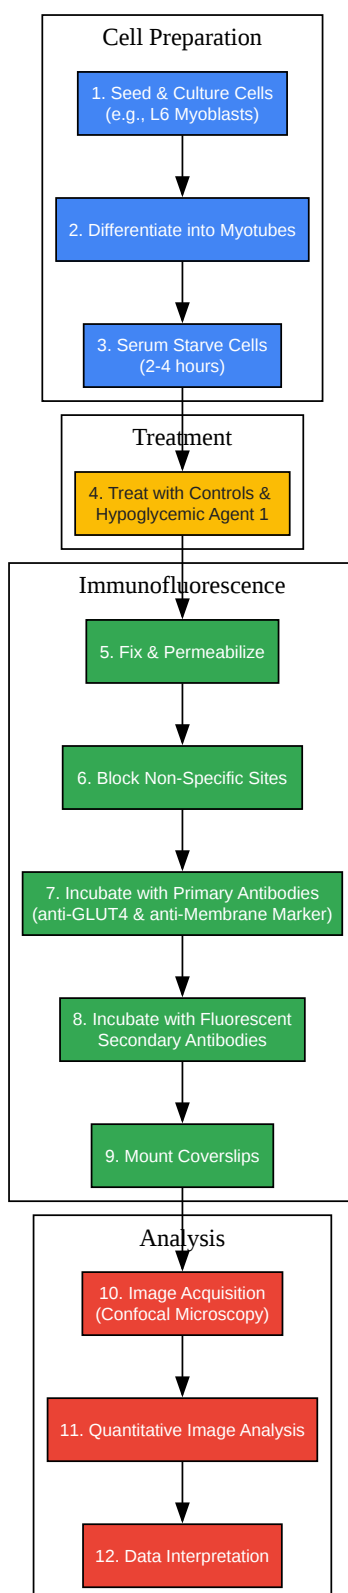 Cell Preparation
1. Seed & Culture Cells
(e.g., L6 Myoblasts)
2. Differentiate into Myotubes
3. Serum Starve Cells
(2-4 hours)
Treatment
4. Treat with Controls &
Hypoglycemic Agent 1
Immunofluorescence
5. Fix & Permeabilize
6. Block Non-Specific Sites
7. Incubate with Primary Antibodies
(anti-GLUT4 & anti-Membrane Marker)
8. Incubate with Fluorescent
Secondary Antibodies
9. Mount Coverslips
Analysis
10. Image Acquisition
(Confocal Microscopy)
11. Quantitative Image Analysis
12. Data Interpretation